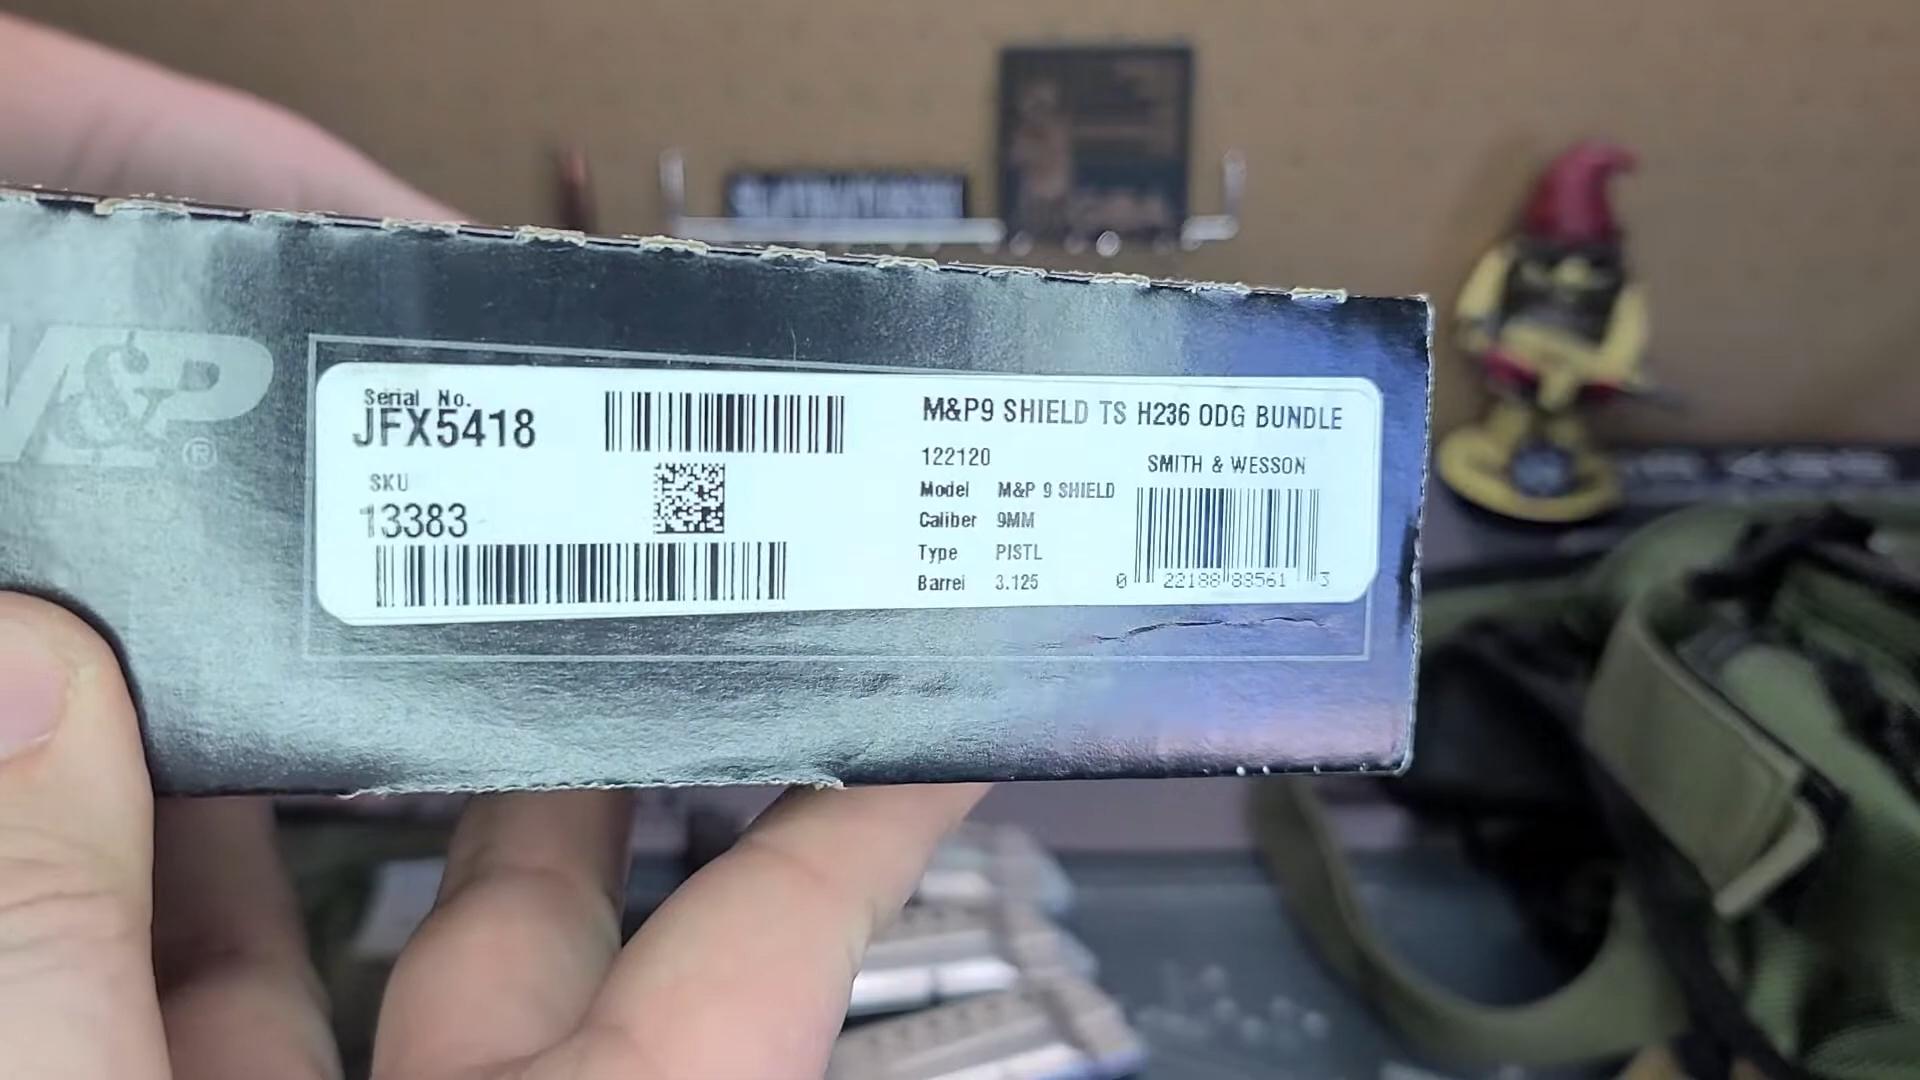 M&P®
Serial No.
JFX5418
SKU
13383
M&P9 SHIELD TS H236 ODG BUNDLE
122120
SMITH & WESSON
Model M&P 9 SHIELD
Caliber 9MM
Type PISTL
Barrel 3.125
0 22188 88561 3